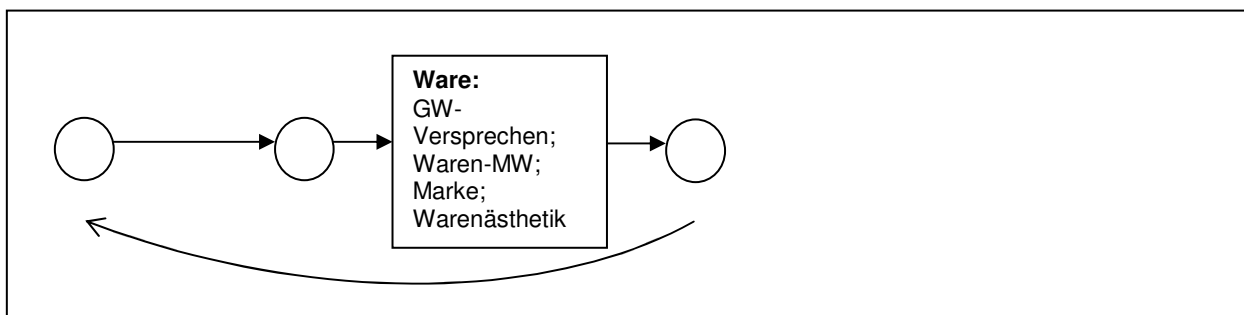 Ware:
GW-
Versprechen;
Waren-MW;
Marke;
Warenästhetik